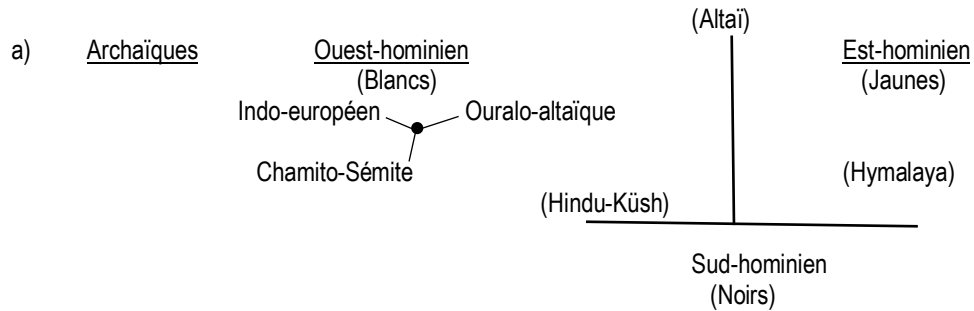 (Altaï)
a) Archaïques Ouest-hominien Est-hominien
(Blancs) (Jaunes)
Indo-européen Ouralo-altaïque
Chamito-Sémite (Hymalaya)
(Hindu-Küsh)
Sud-hominien
(Noirs)